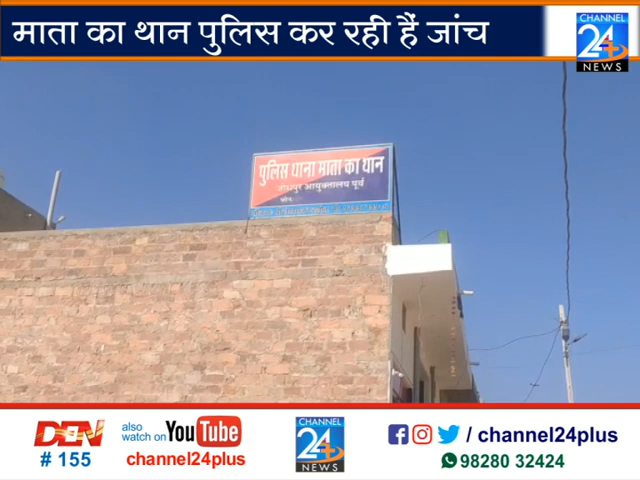 माता का थान पुलिस कर रही हैं जांच
CHANNEL
24+
NEWS
पुलिस थाना माता का थान
जोधपुर आयुक्तालय पूर्व
फोन:
DEN
# 155
also
watch on YouTube
channel24plus
CHANNEL
24+
NEWS
/ channel24plus
98280 32424